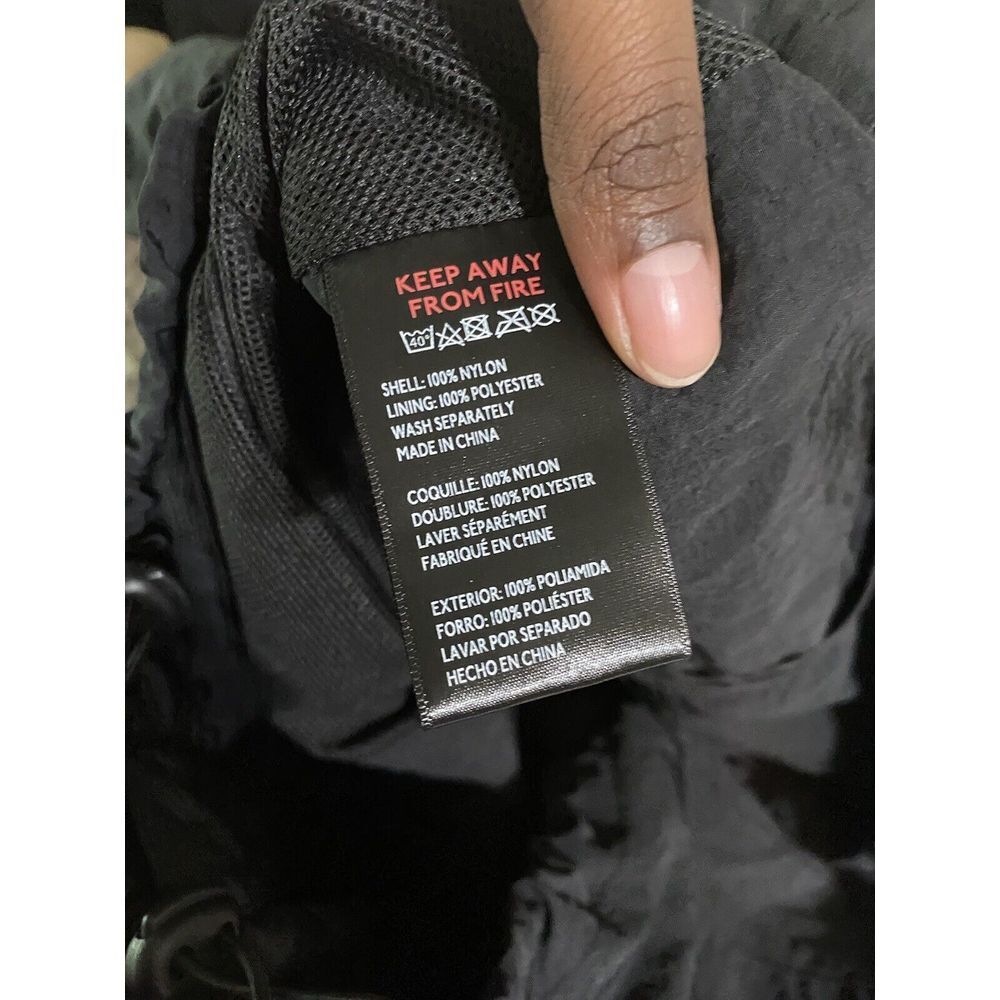 KEEP AWAY
FROM FIRE
40°
SHELL: 100% NYLON
LINING: 100% POLYESTER
WASH SEPARATELY
MADE IN CHINA
COQUILLE: 100% NYLON
DOUBLURE: 100% POLYESTER
LAVER SÉPARÉMENT
FABRIQUÉ EN CHINE
EXTERIOR: 100% POLIAMIDA
FORRO: 100% POLIÉSTER
LAVAR POR SEPARADO
HECHO EN CHINA